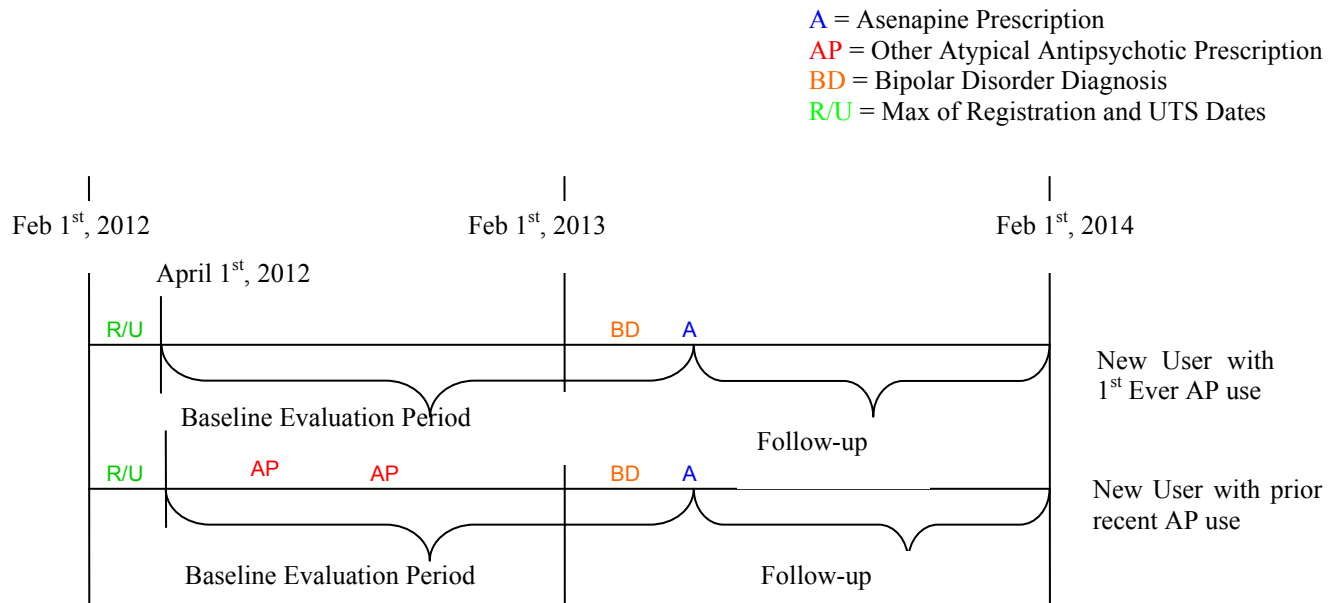 A = Asenapine Prescription
AP = Other Atypical Antipsychotic Prescription
BD = Bipolar Disorder Diagnosis
R/U = Max of Registration and UTS Dates
Feb 1st, 2012
Feb 1st, 2013
Feb 1st, 2014
April 1st, 2012
R/U
BD
A
New User with
1st Ever AP use
Baseline Evaluation Period
Follow-up
R/U
AP
AP
BD
A
New User with prior
recent AP use
Baseline Evaluation Period
Follow-up